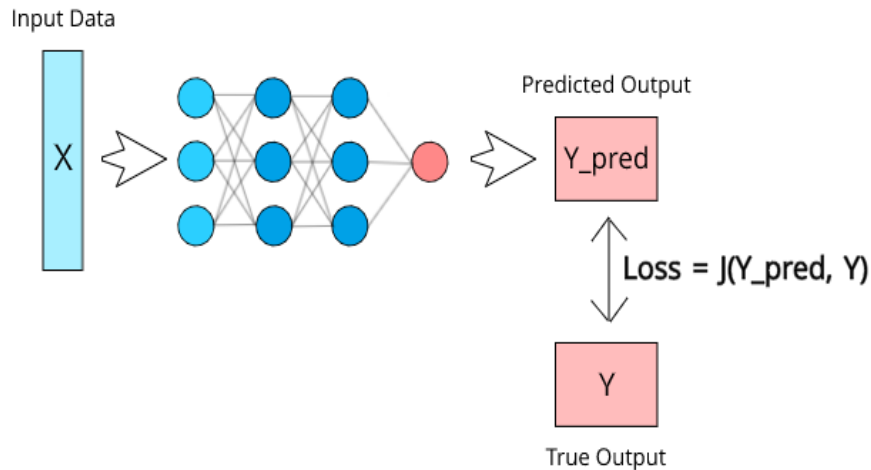 Input Data
X
Predicted Output
Y_pred
Loss = J(Y_pred, Y)
Y
True Output